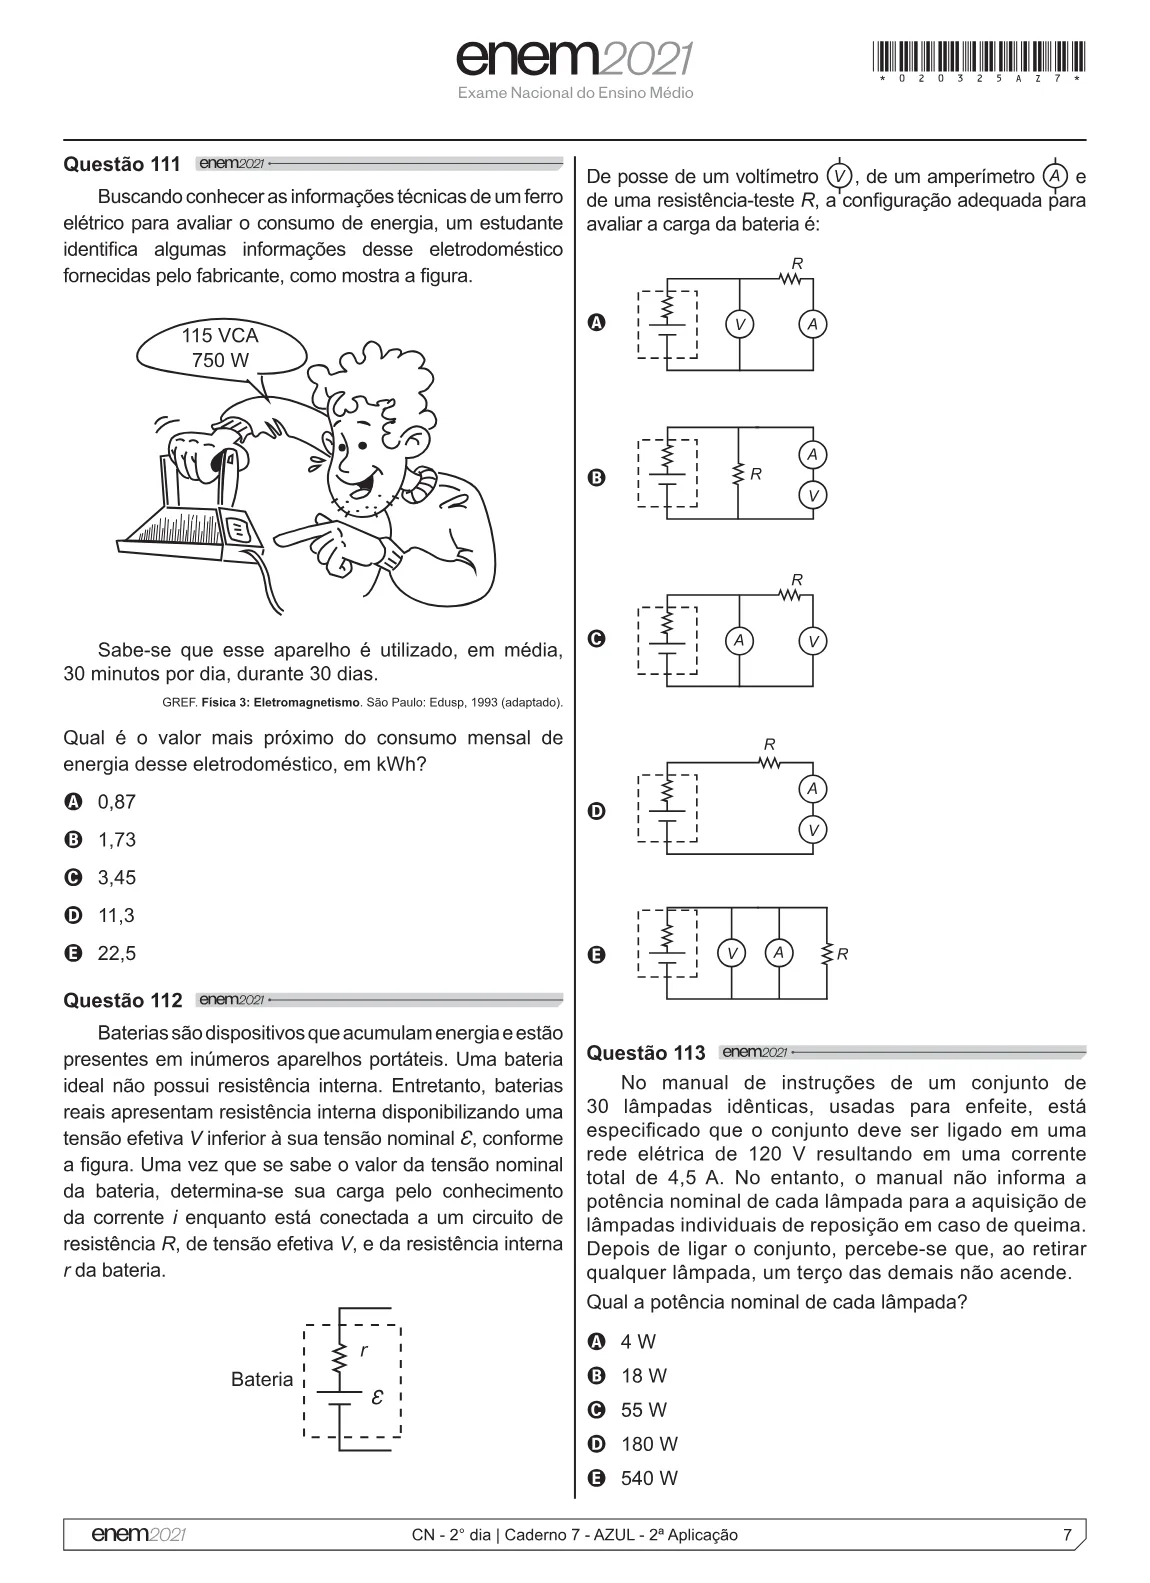 enem2021
Exame Nacional do Ensino Médio
*020325AZ7*
Questão 111 enem2021
Buscando conhecer as informações técnicas de um ferro
elétrico para avaliar o consumo de energia, um estudante
identifica algumas informações desse eletrodoméstico
fornecidas pelo fabricante, como mostra a figura.
115 VCA
750 W
Sabe-se que esse aparelho é utilizado, em média,
30 minutos por dia, durante 30 dias.
GREF. Física 3: Eletromagnetismo. São Paulo: Edusp, 1993 (adaptado).
Qual é o valor mais próximo do consumo mensal de
energia desse eletrodoméstico, em kWh?
A 0,87
B 1,73
C 3,45
D 11,3
E 22,5
Questão 112 enem2021
Baterias são dispositivos que acumulam energia e estão
presentes em inúmeros aparelhos portáteis. Uma bateria
ideal não possui resistência interna. Entretanto, baterias
reais apresentam resistência interna disponibilizando uma
tensão efetiva V inferior à sua tensão nominal ℰ, conforme
a figura. Uma vez que se sabe o valor da tensão nominal
da bateria, determina-se sua carga pelo conhecimento
da corrente i enquanto está conectada a um circuito de
resistência R, de tensão efetiva V, e da resistência interna
r da bateria.
r
Bateria
ℰ
De posse de um voltímetro V, de um amperímetro A e
de uma resistência-teste R, a configuração adequada para
avaliar a carga da bateria é:
R
A V A
A
B R
V
R
C A V
R
A
D
V
E V A R
Questão 113 enem2021
No manual de instruções de um conjunto de
30 lâmpadas idênticas, usadas para enfeite, está
especificado que o conjunto deve ser ligado em uma
rede elétrica de 120 V resultando em uma corrente
total de 4,5 A. No entanto, o manual não informa a
potência nominal de cada lâmpada para a aquisição de
lâmpadas individuais de reposição em caso de queima.
Depois de ligar o conjunto, percebe-se que, ao retirar
qualquer lâmpada, um terço das demais não acende.
Qual a potência nominal de cada lâmpada?
A 4 W
B 18 W
C 55 W
D 180 W
E 540 W
enem2021
CN - 2° dia | Caderno 7 - AZUL - 2ª Aplicação
7